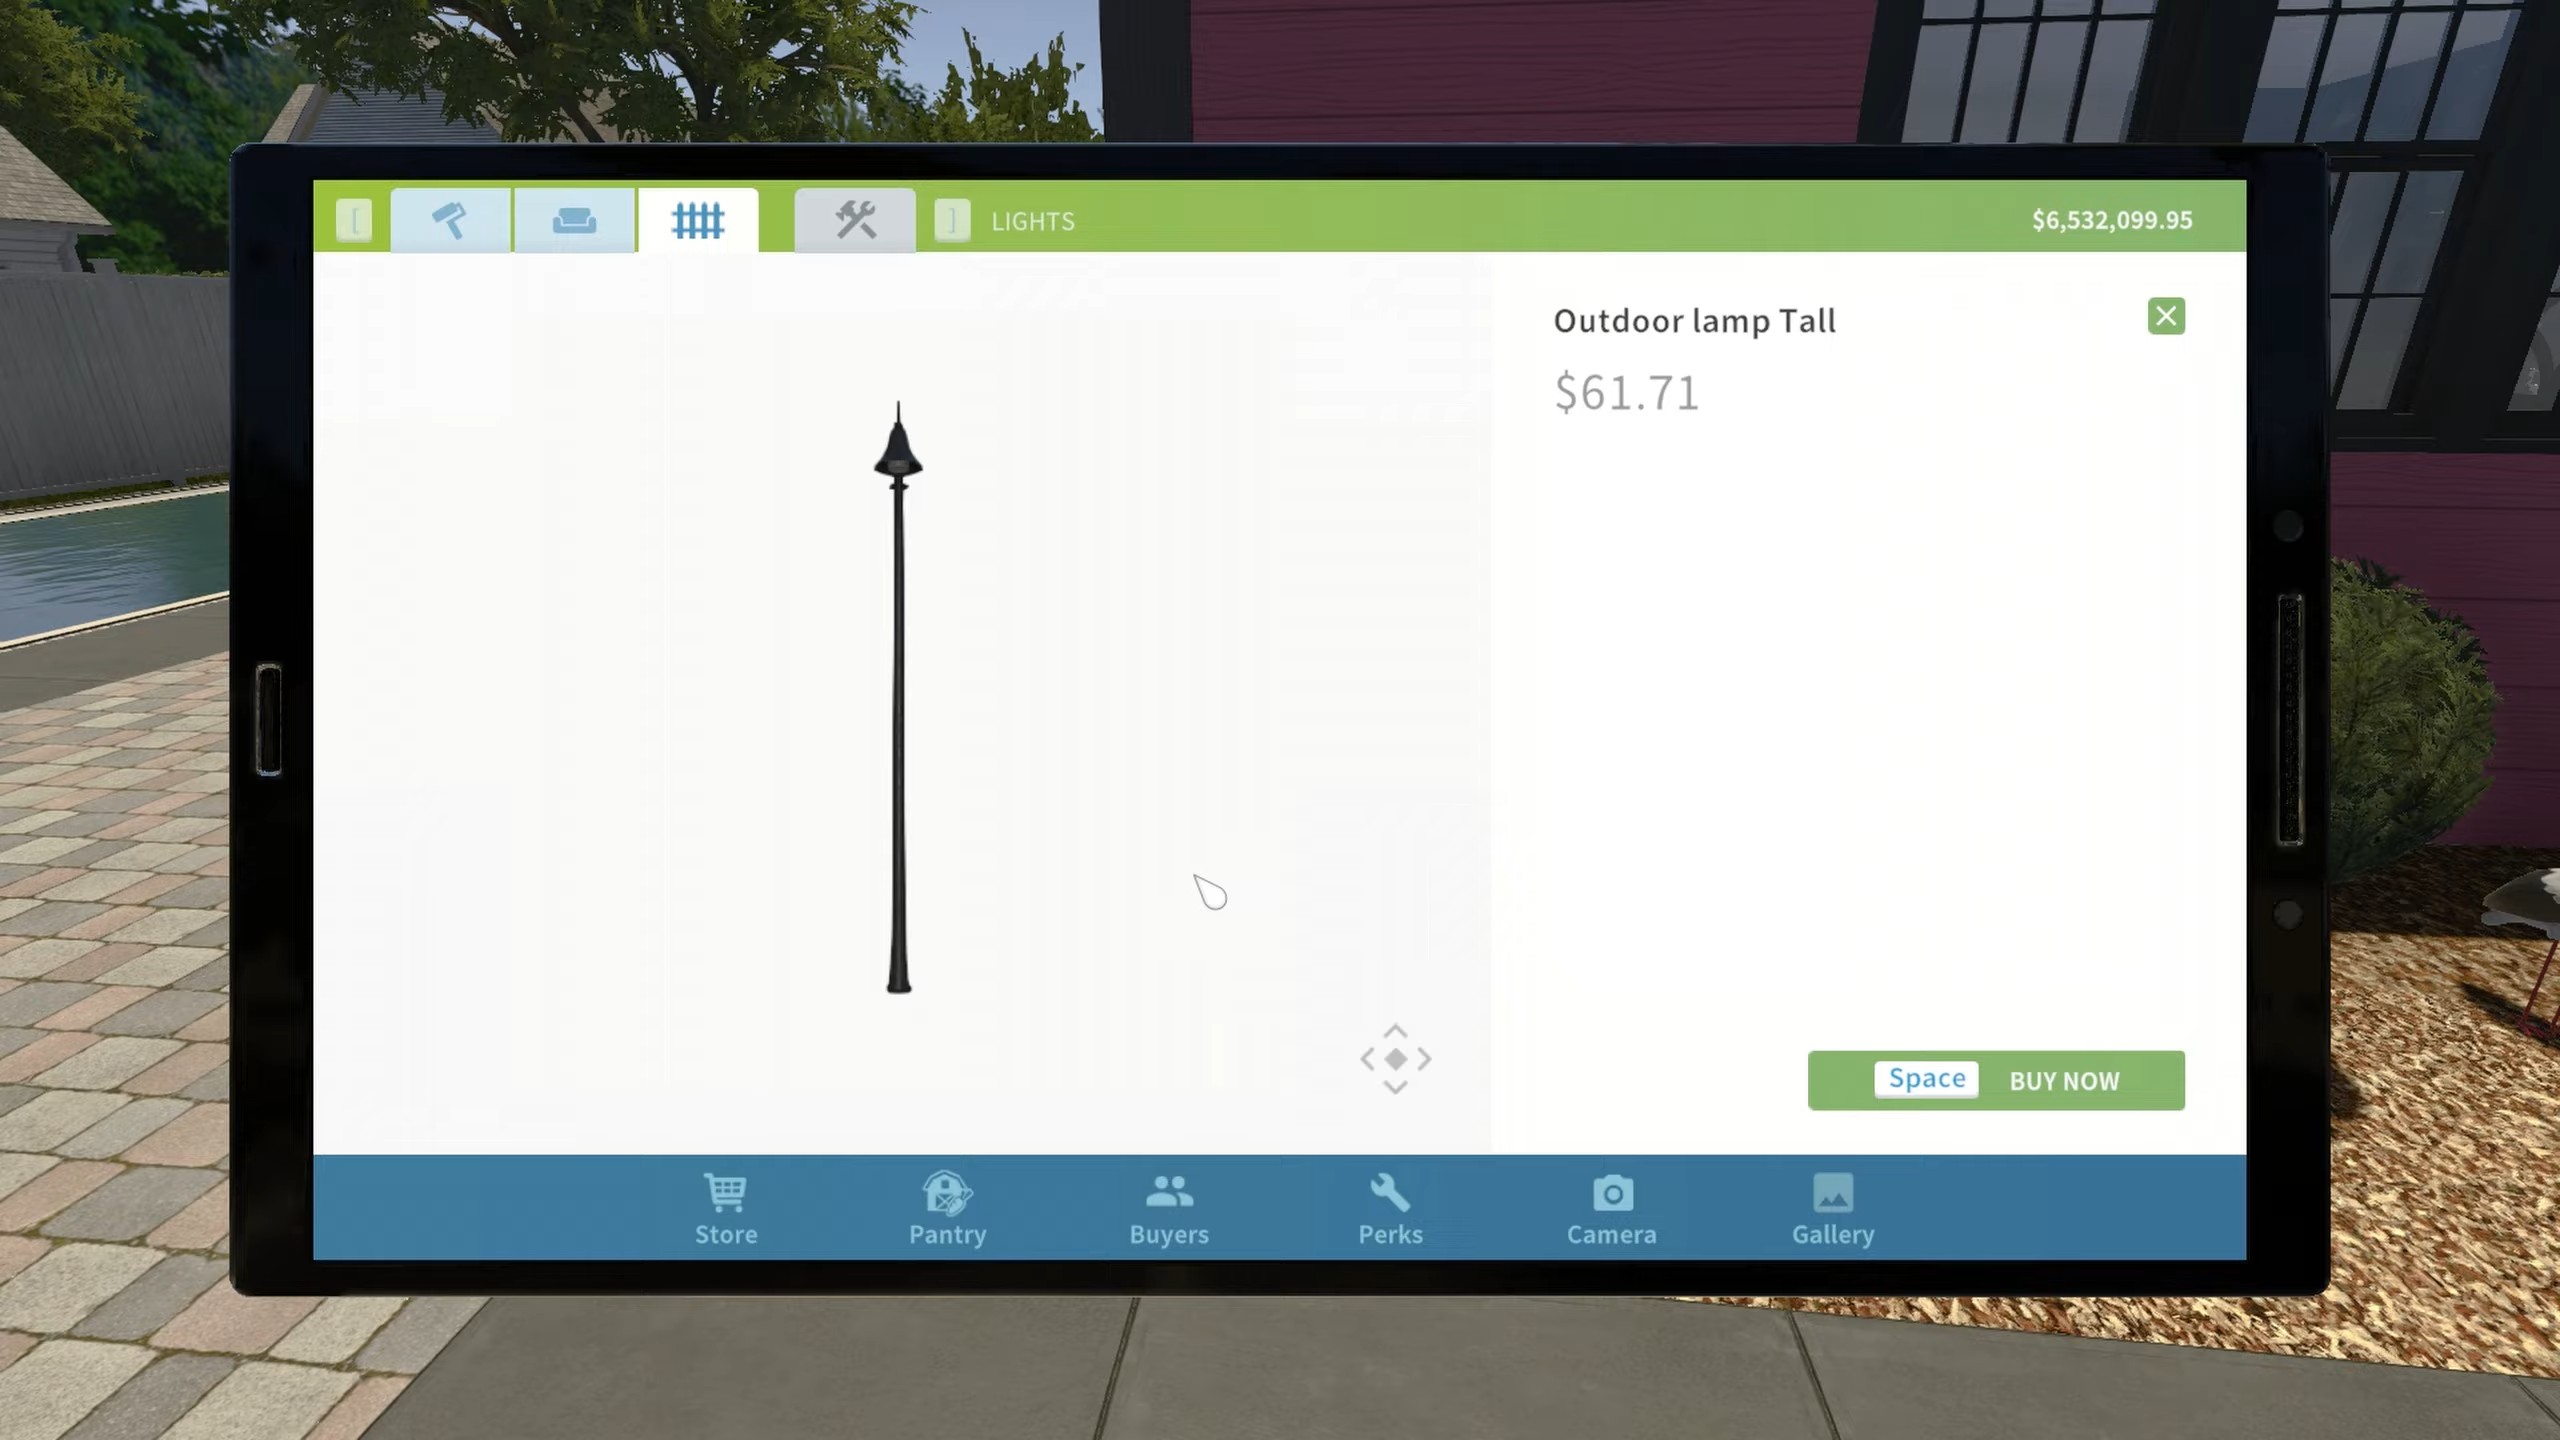 [
]
LIGHTS
$6,532,099.95
Outdoor lamp Tall
$61.71
Space BUY NOW
Store
Pantry
Buyers
Perks
Camera
Gallery